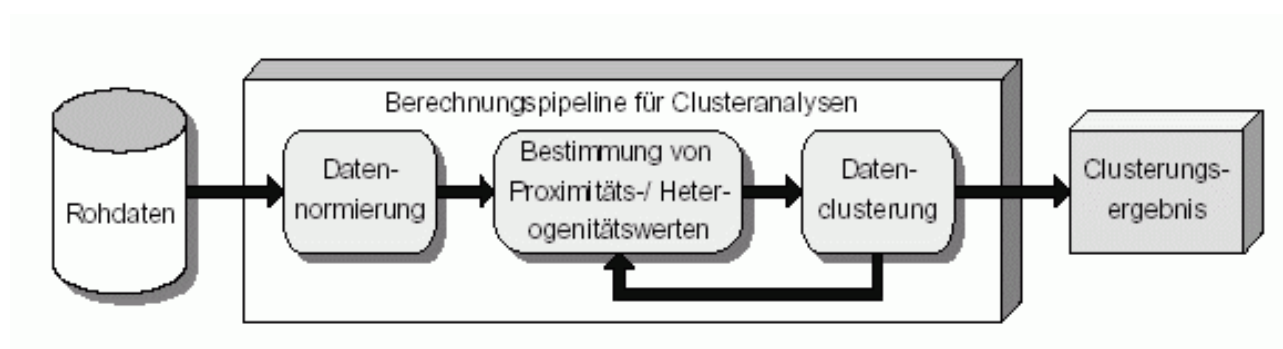 Berechnungspipeline für Clusteranalysen
Rohdaten
Daten-
normierung
Bestimmung von
Proximitäts-/ Heter-
ogenitätswerten
Daten-
clusterung
Clusterungs-
ergebnis